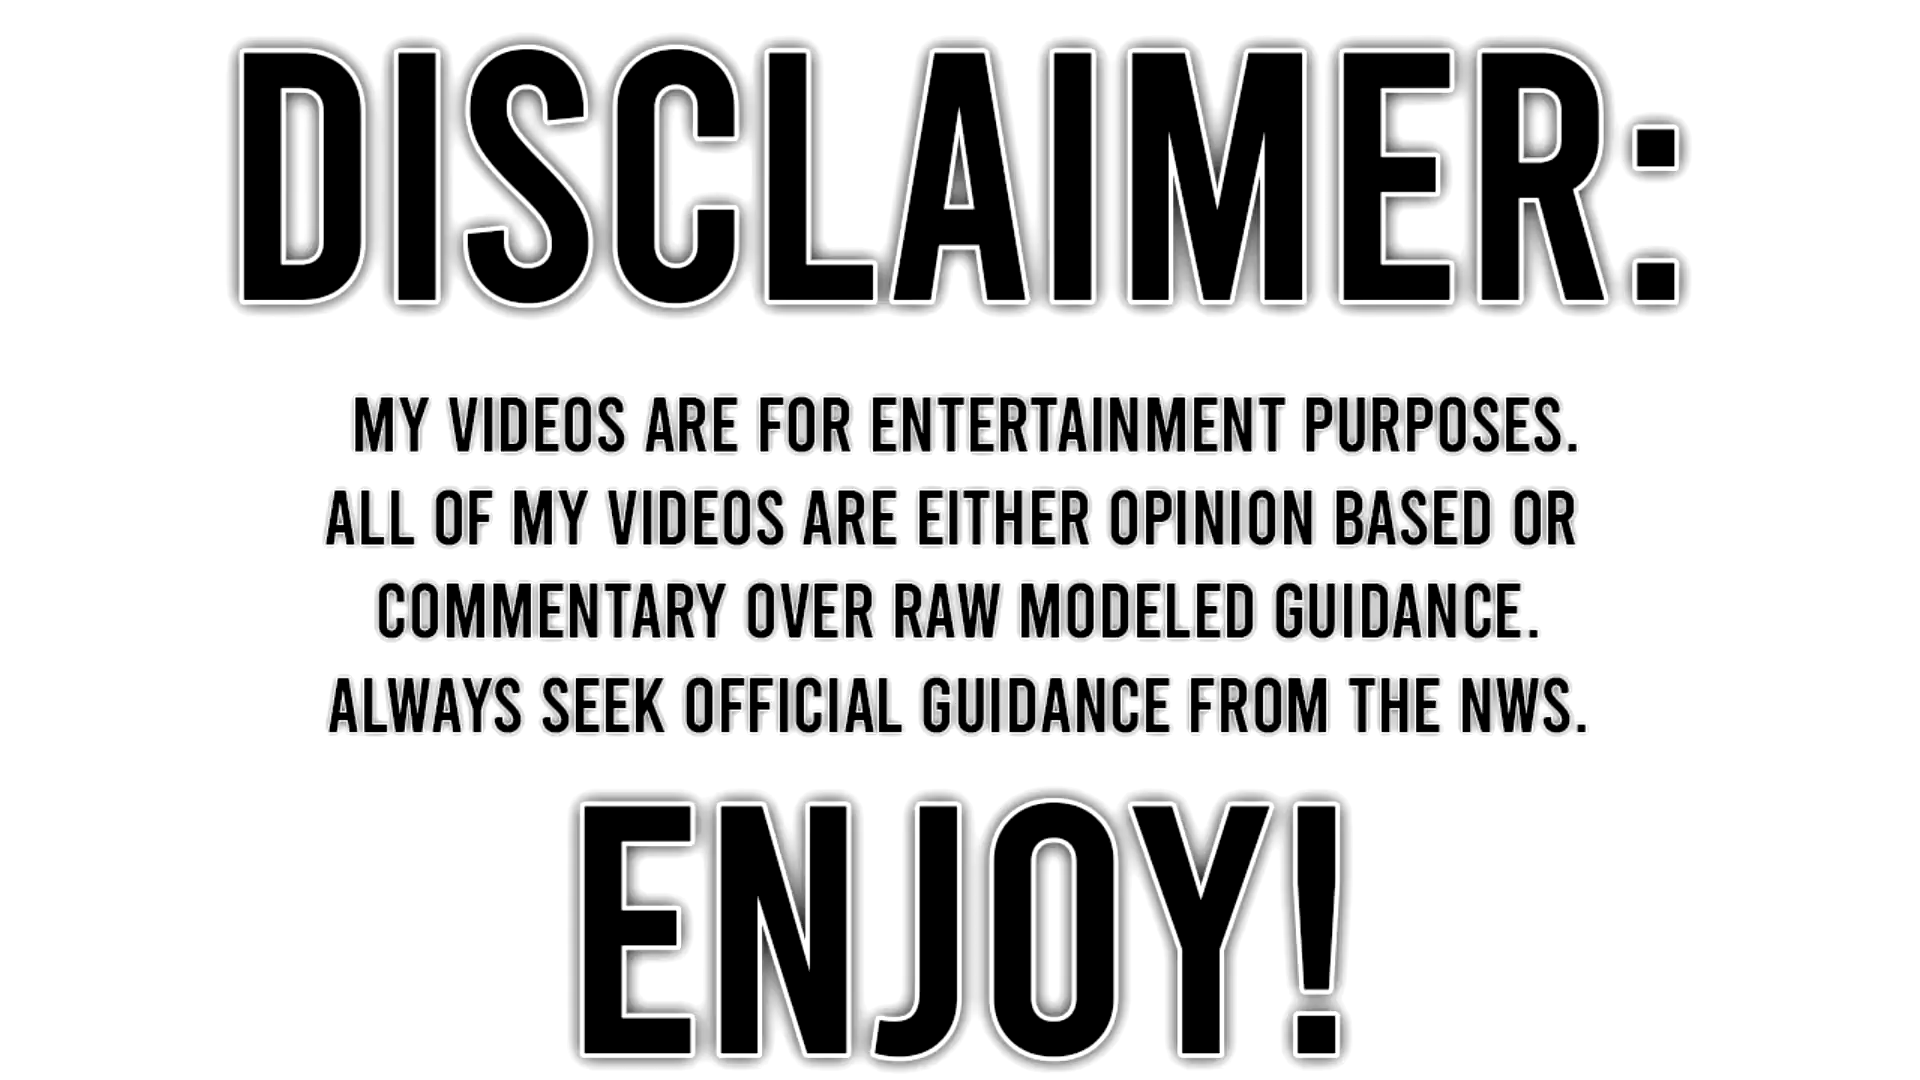 DISCLAIMER:
MY VIDEOS ARE FOR ENTERTAINMENT PURPOSES.
ALL OF MY VIDEOS ARE EITHER OPINION BASED OR
COMMENTARY OVER RAW MODELED GUIDANCE.
ALWAYS SEEK OFFICIAL GUIDANCE FROM THE NWS.
ENJOY!